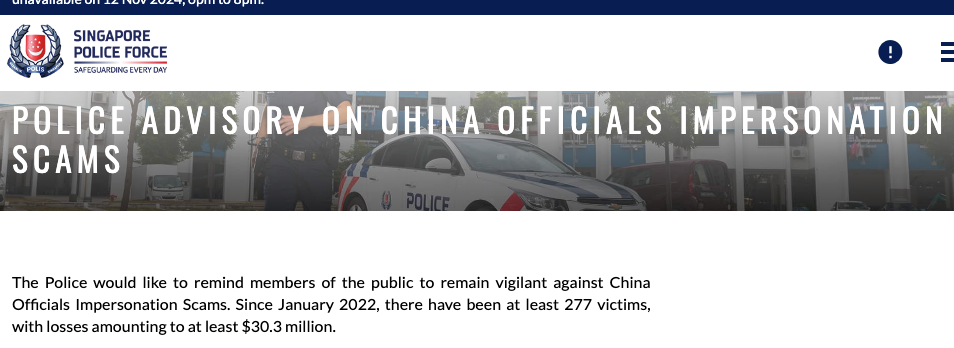 unavailable on 12 Nov 2024, 6pm to 8pm.
SINGAPORE
POLICE FORCE
SAFEGUARDING EVERY DAY
POLIS
POLICE ADVISORY ON CHINA OFFICIALS IMPERSONATION
SCAMS
POLICE
The Police would like to remind members of the public to remain vigilant against China
Officials Impersonation Scams. Since January 2022, there have been at least 277 victims,
with losses amounting to at least $30.3 million.